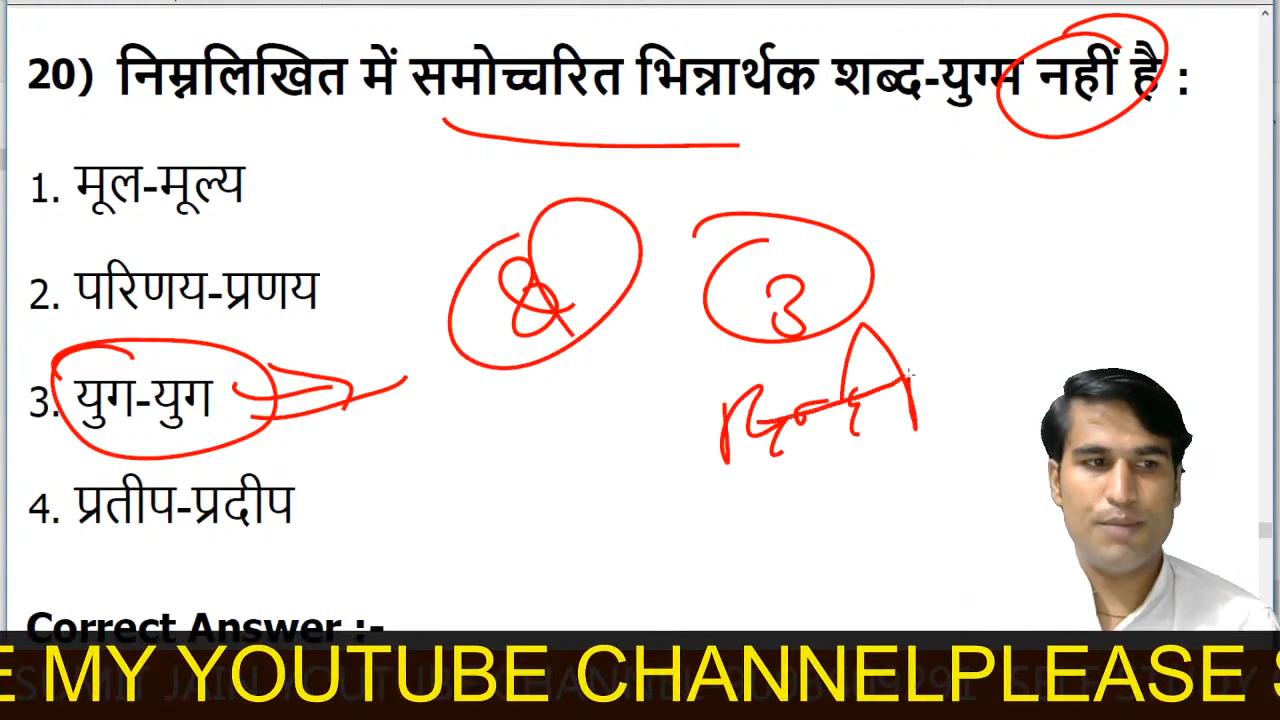 20) निम्नलिखित में समोच्चरित भिन्नार्थक शब्द-युग्म नहीं है :
1. मूल-मूल्य
2. परिणय-प्रणय
3
3. युग-युग
4. प्रतीप-प्रदीप
Correct Answer :-
E MY YOUTUBE CHANNELPLEASE S